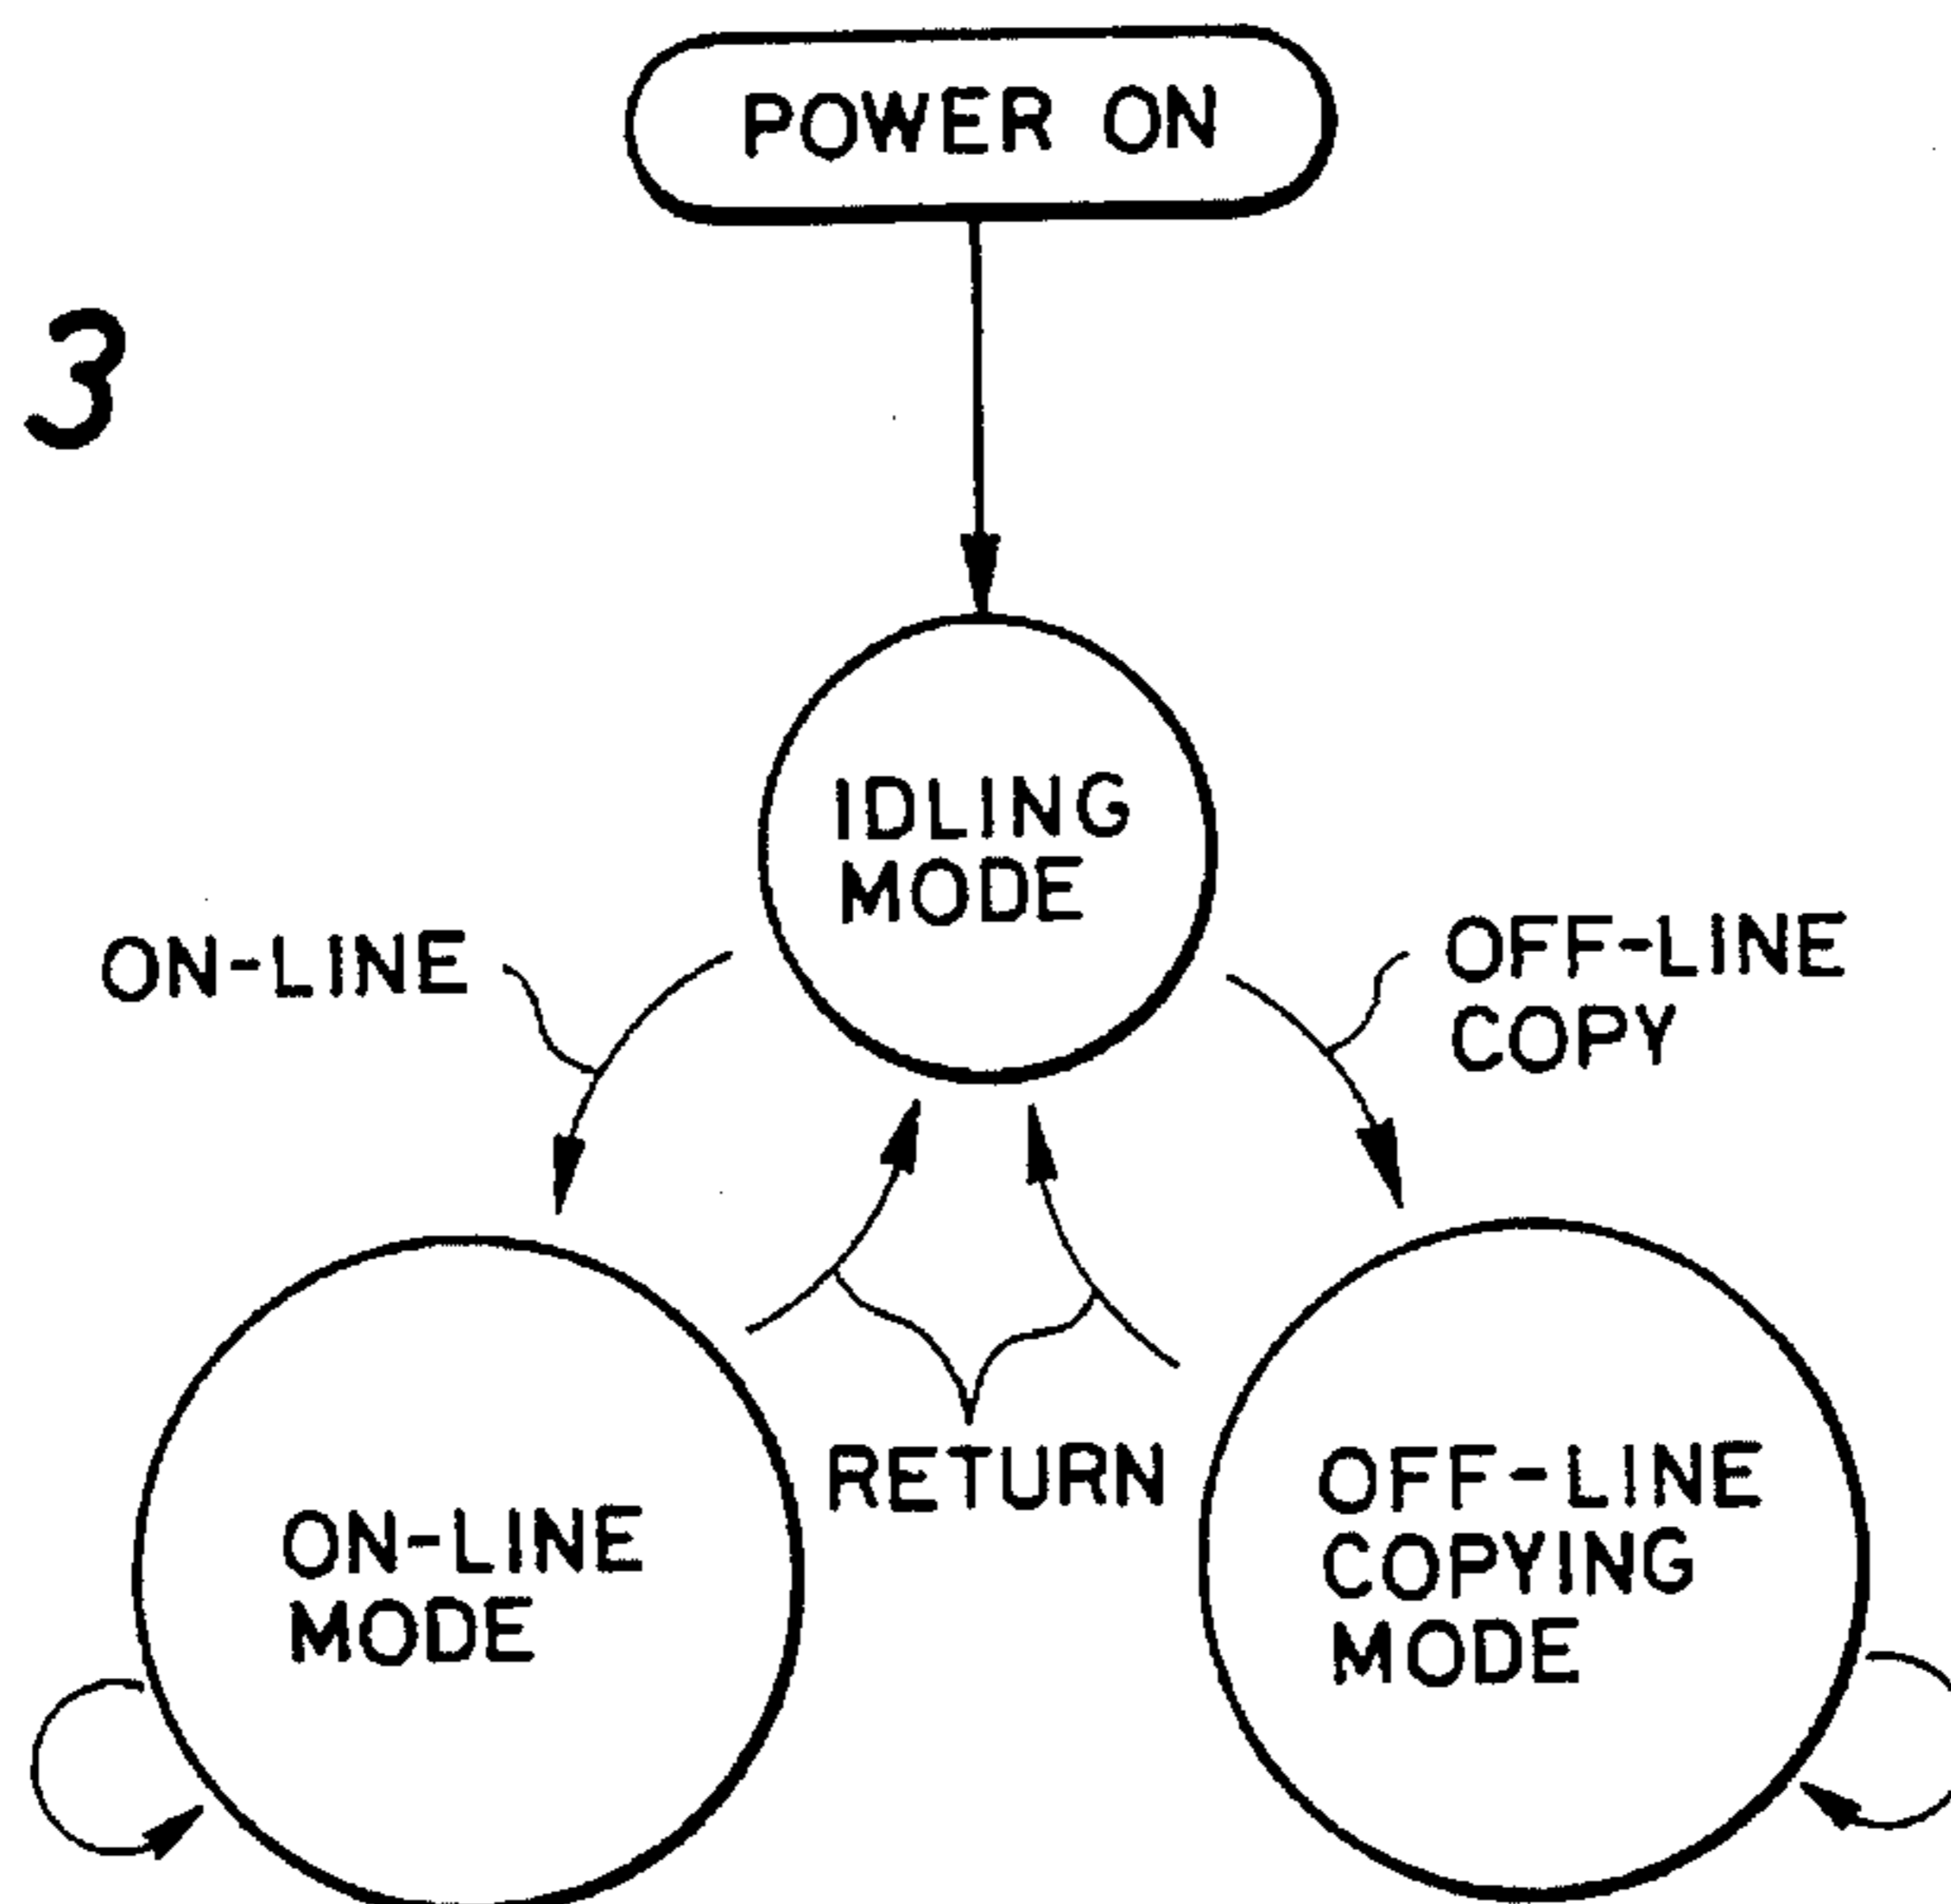 POWER ON
3
IDLING
MODE
ON-LINE
OFF-LINE
COPY
RETURN
ON-LINE
MODE
OFF-LINE
COPYING
MODE